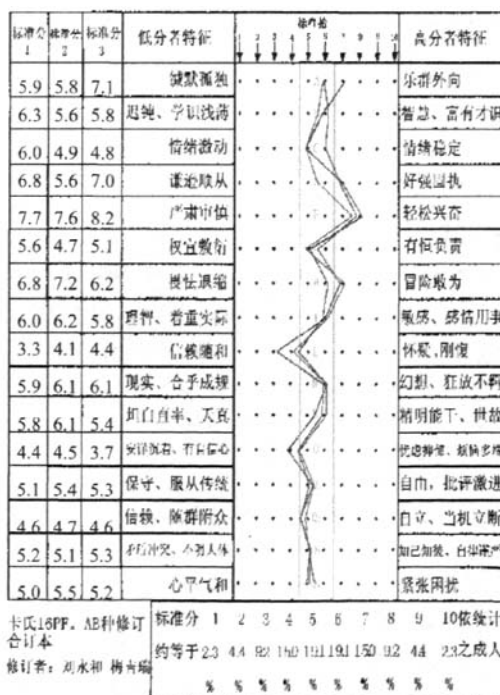 标准分1 标准分2 标准分3 低分者特征 标准分 高分者特征
1 2 3 4 5 6 7 8 9 10
5.9 5.8 7.1 缄默孤独 乐群外向
6.3 5.6 5.8 迟钝、学识浅薄 智慧、富有才识
6.0 4.9 4.8 情绪激动 情绪稳定
6.8 5.6 7.0 谦逊顺从 好强固执
7.7 7.6 8.2 严肃审慎 轻松兴奋
5.6 4.7 5.1 权宜敷衍 有恒负责
6.8 7.2 6.2 畏怯退缩 冒险敢为
6.0 6.2 5.8 理智、着重实际 敏感、感情用事
3.3 4.1 4.4 信赖随和 怀疑,刚愎
5.9 6.1 6.1 现实、合乎成规 幻想、狂放不羁
5.8 6.1 5.4 坦白直率、天真 精明能干、世故
4.4 4.5 3.7 安详沉着、有自信心 忧虑抑郁、烦恼多端
5.1 5.4 5.3 保守、服从传统 自由，批评激进
4.6 4.7 4.6 信赖、随群附众 自立、当机立断
5.2 5.1 5.3 矛盾冲突、不明大体 知己知彼、自律谨严
5.0 5.5 5.2 心平气和 紧张困扰
卡氏16PF。AB种修订
合订本
修订者：刘永和 梅吉瑞
标准分 1 2 3 4 5 6 7 8 9 10依统计
约等于 2.3 4.4 9.2 15.0 19.1 19.1 15.0 9.2 4.4 2.3之成人
% % % % % % % % % %